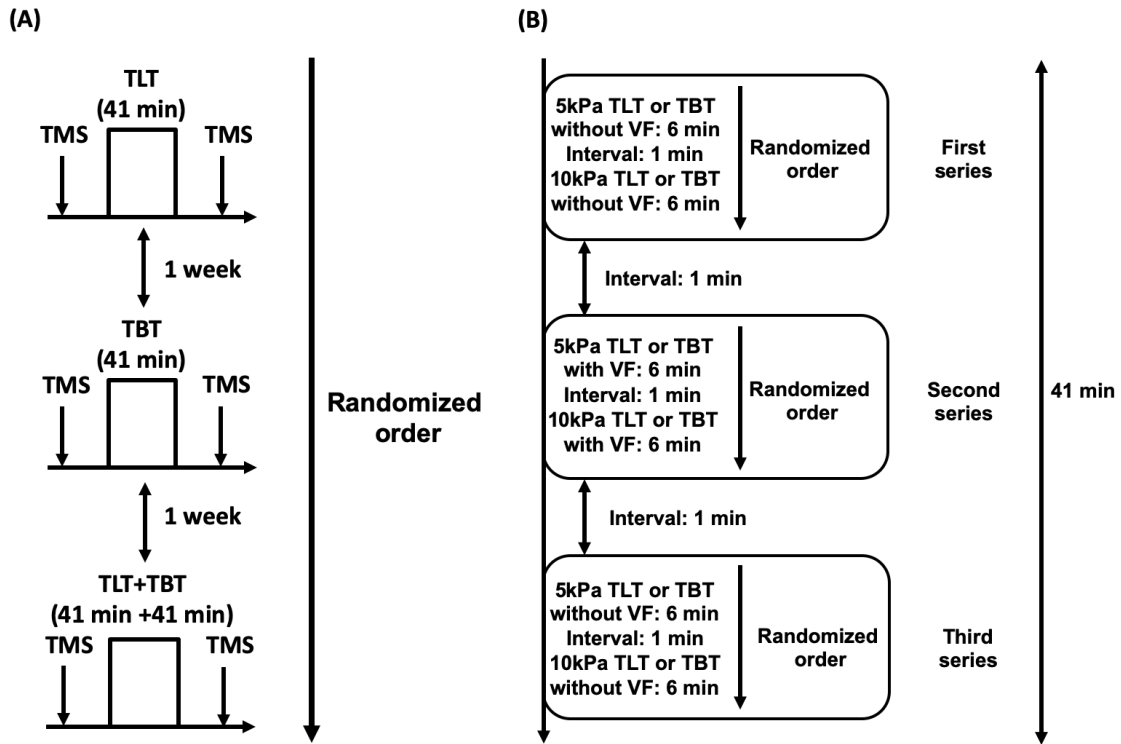 (A)
TLT
(41 min)
TMS
TMS
1 week
TBT
(41 min)
TMS
TMS
1 week
TLT+TBT
(41 min +41 min)
TMS
TMS
Randomized
order
(B)
5kPa TLT or TBT
without VF: 6 min
Interval: 1 min
10kPa TLT or TBT
without VF: 6 min
Randomized
order
First
series
Interval: 1 min
5kPa TLT or TBT
with VF: 6 min
Interval: 1 min
10kPa TLT or TBT
with VF: 6 min
Randomized
order
Second
series
41 min
Interval: 1 min
5kPa TLT or TBT
without VF: 6 min
Interval: 1 min
10kPa TLT or TBT
without VF: 6 min
Randomized
order
Third
series